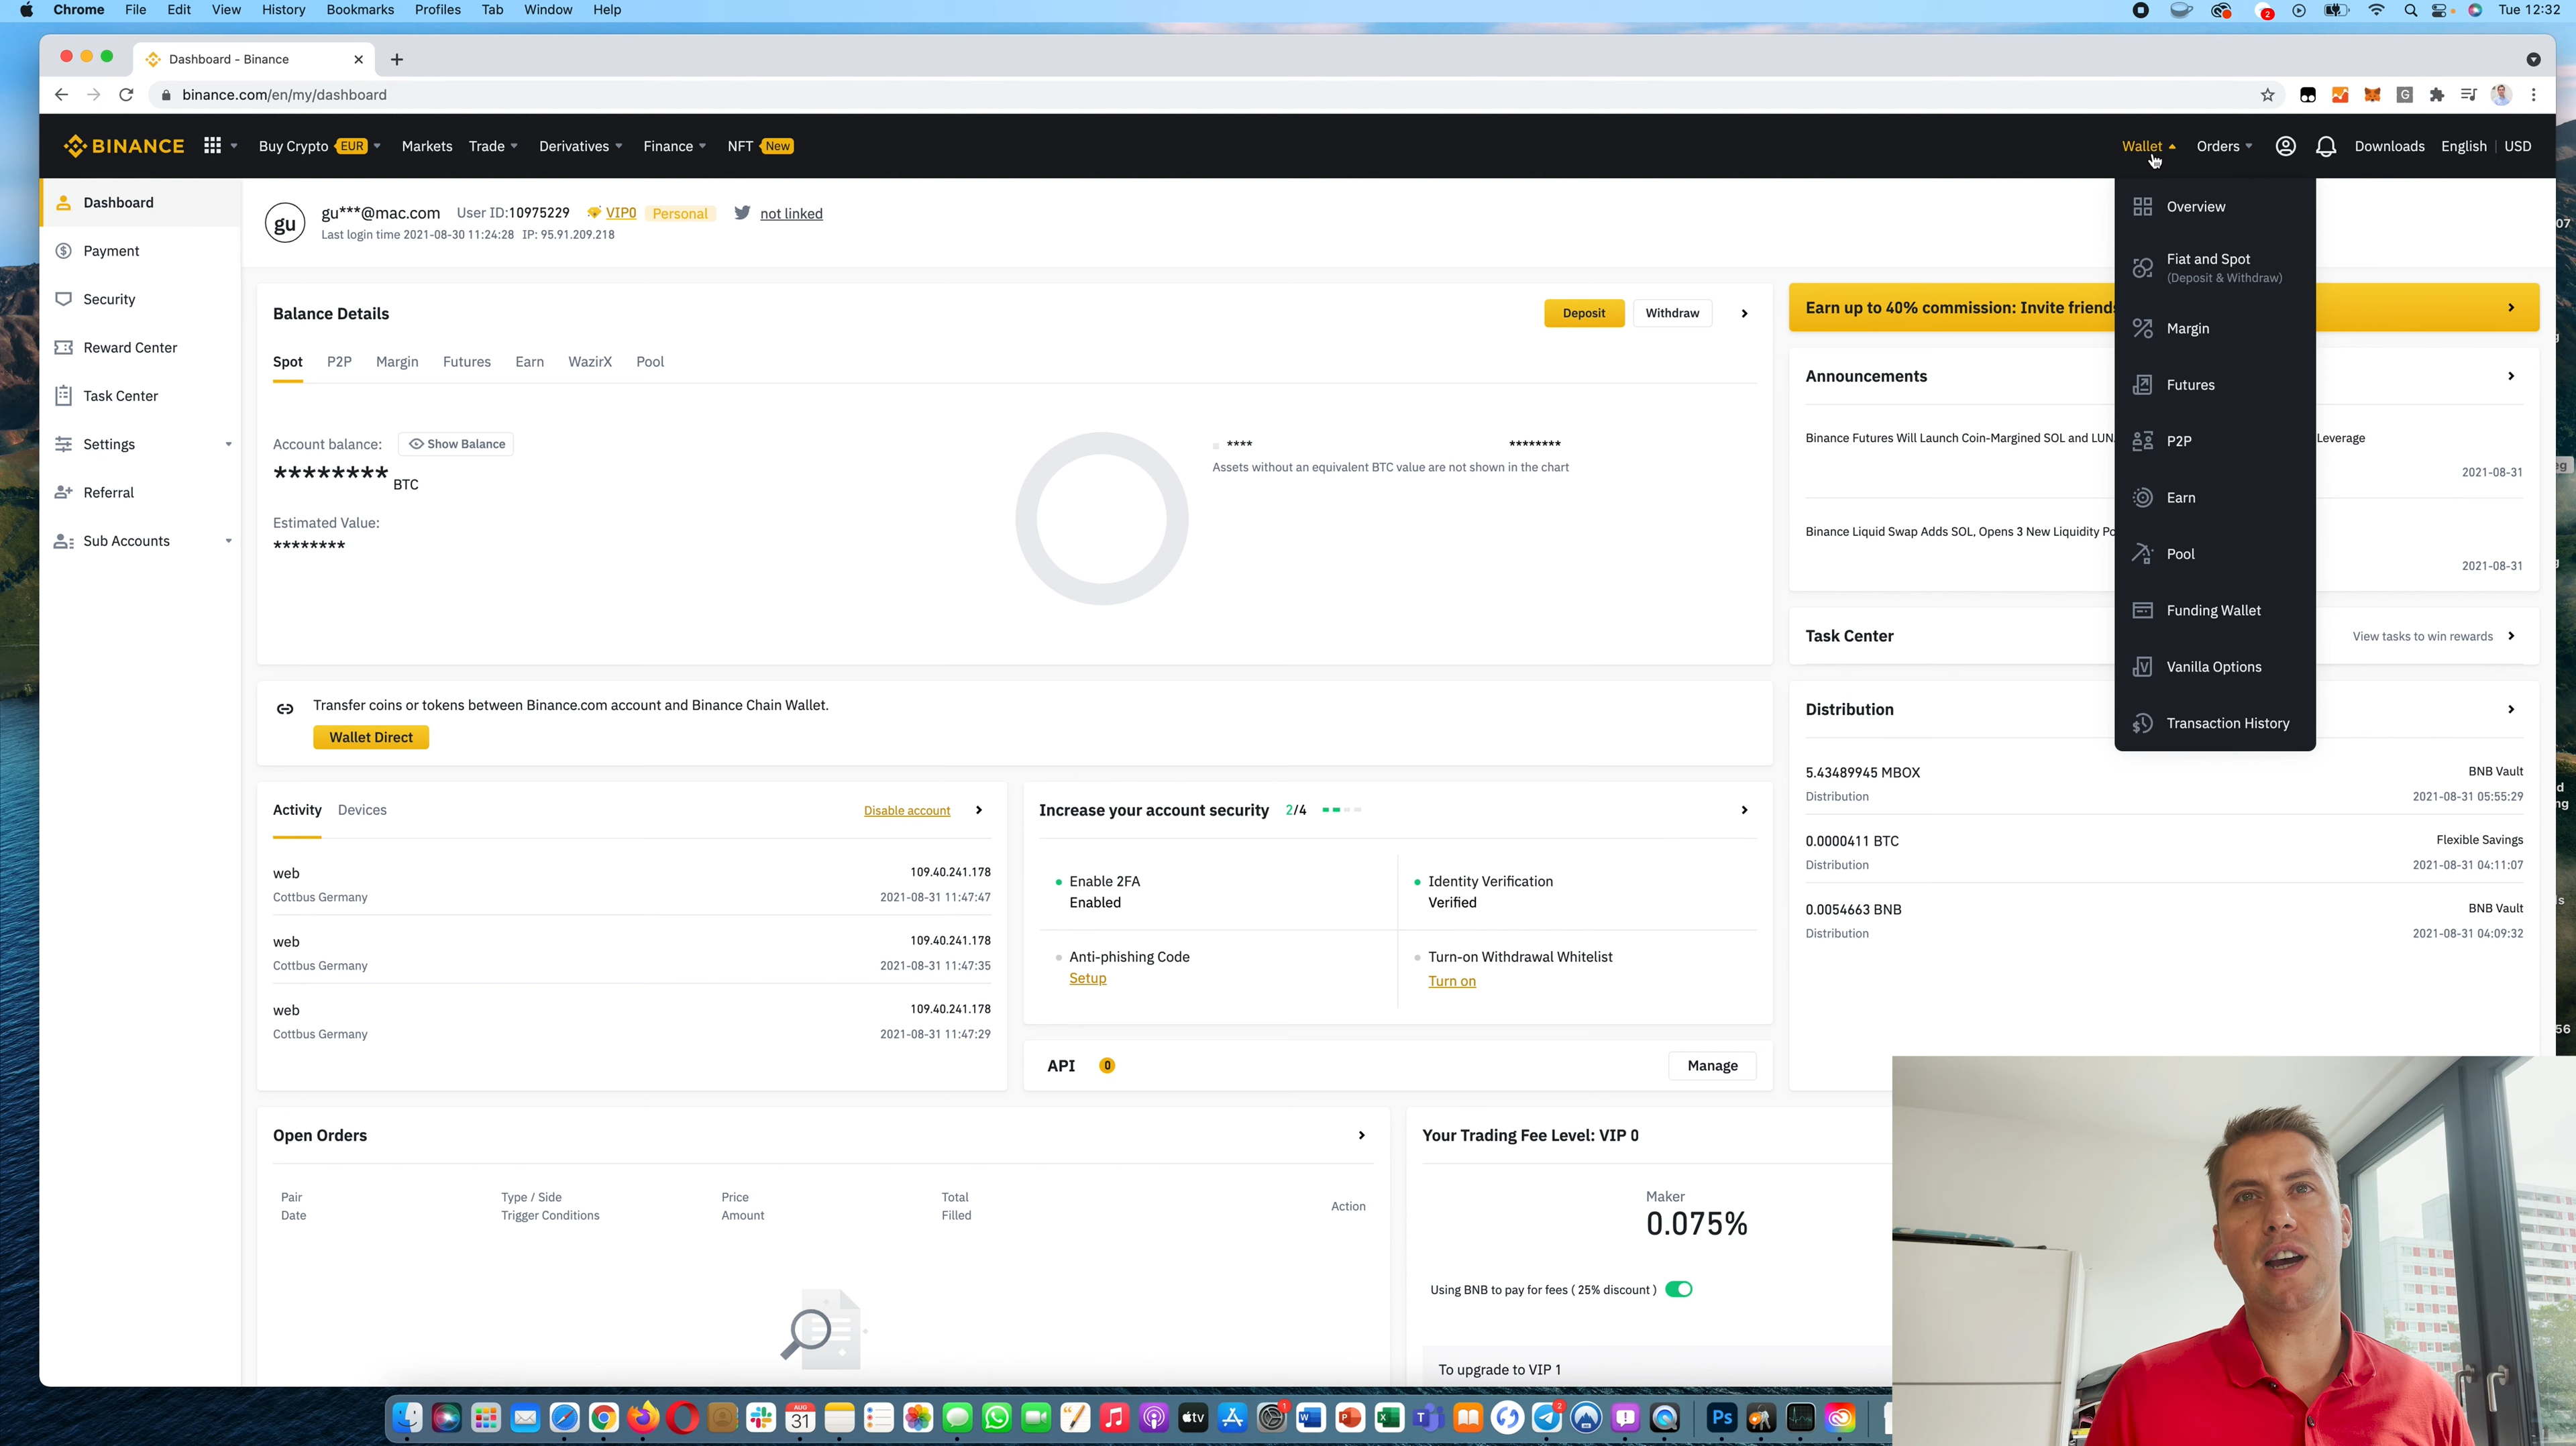 Chrome File Edit View History Bookmarks Profiles Tab Window Help
2
Tue 12:32
Dashboard - Binance
binance.com/en/my/dashboard
BINANCE Buy Crypto EUR Markets Trade Derivatives Finance NFT New
Wallet Orders Downloads English USD
Dashboard
Payment
Security
Reward Center
Task Center
Settings
Referral
Sub Accounts
gu
gu***@mac.com User ID:10975229 VIP0 Personal not linked
Last login time 2021-08-30 11:24:28 IP: 95.91.209.218
Balance Details
Deposit Withdraw
Spot P2P Margin Futures Earn WazirX Pool
Account balance: Show Balance
******** BTC
Estimated Value:
********
**** ********
Assets without an equivalent BTC value are not shown in the chart
Transfer coins or tokens between Binance.com account and Binance Chain Wallet.
Wallet Direct
Activity Devices Disable account
web 109.40.241.178
Cottbus Germany 2021-08-31 11:47:47
web 109.40.241.178
Cottbus Germany 2021-08-31 11:47:35
web 109.40.241.178
Cottbus Germany 2021-08-31 11:47:29
Increase your account security 2/4
Enable 2FA
Enabled
Identity Verification
Verified
Anti-phishing Code
Setup
Turn-on Withdrawal Whitelist
Turn on
API 0 Manage
Open Orders
Pair
Date
Type / Side
Trigger Conditions
Price
Amount
Total
Filled
Action
Your Trading Fee Level: VIP 0
Maker
0.075%
Using BNB to pay for fees ( 25% discount )
To upgrade to VIP 1
Overview
Fiat and Spot
(Deposit & Withdraw)
Margin
Futures
P2P
Earn
Pool
Funding Wallet
Vanilla Options
Transaction History
Earn up to 40% commission: Invite friend
Announcements
Binance Futures Will Launch Coin-Margined SOL and LUN Leverage
2021-08-31
Binance Liquid Swap Adds SOL, Opens 3 New Liquidity Po
2021-08-31
Task Center View tasks to win rewards
Distribution
5.43489945 MBOX BNB Vault
Distribution 2021-08-31 05:55:29
0.0000411 BTC Flexible Savings
Distribution 2021-08-31 04:11:07
0.0054663 BNB BNB Vault
Distribution 2021-08-31 04:09:32
07
56
AUG
31
tv
1
2
Ps